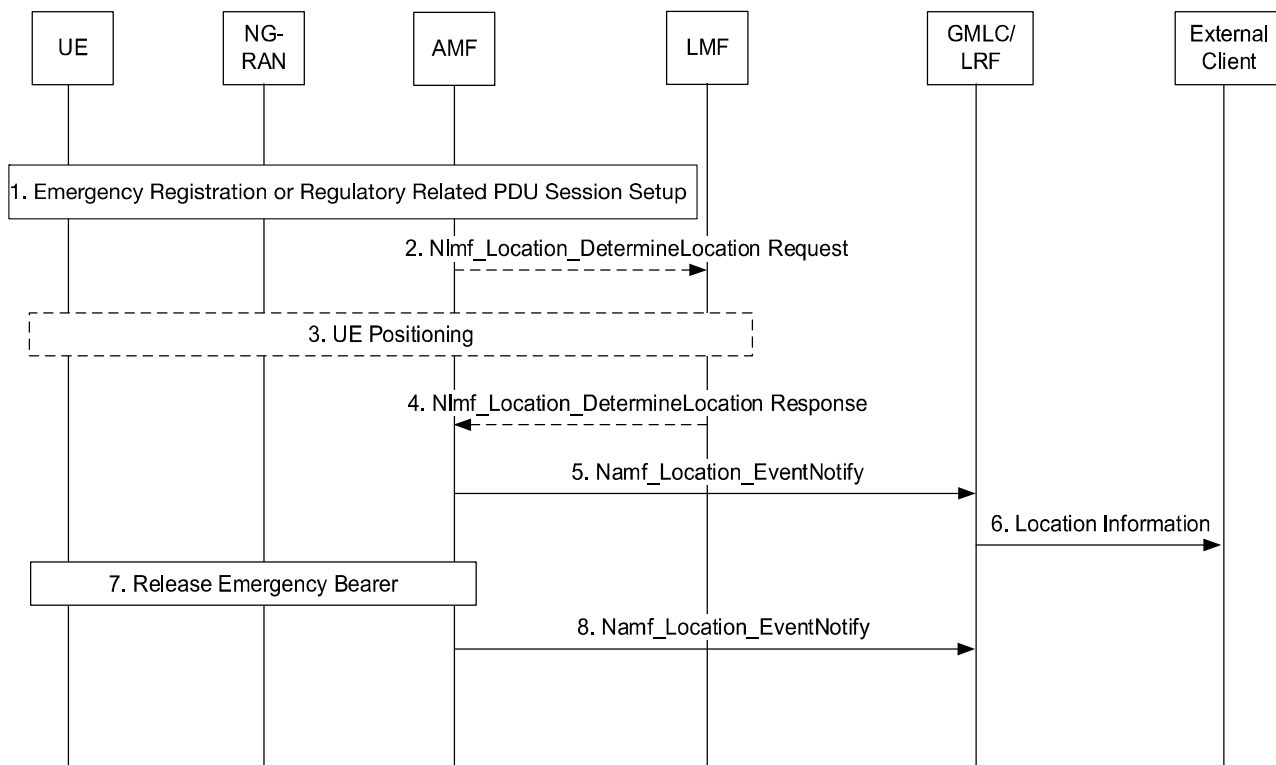 UE
NG-
RAN
AMF
LMF
GMLC/
LRF
External
Client
1. Emergency Registration or Regulatory Related PDU Session Setup
2. Nlmf_Location_DetermineLocation Request
3. UE Positioning
4. Nlmf_Location_DetermineLocation Response
5. Namf_Location_EventNotify
6. Location Information
7. Release Emergency Bearer
8. Namf_Location_EventNotify